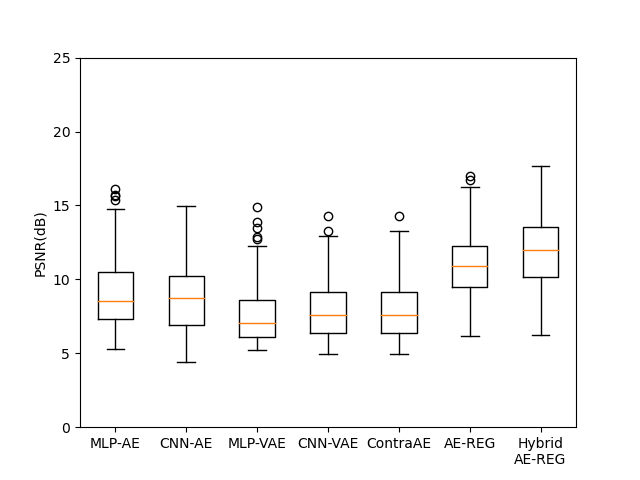 25
20
15
10
5
0
PSNR(dB)
MLP-AE
CNN-AE
MLP-VAE
CNN-VAE
ContraAE
AE-REG
Hybrid
AE-REG